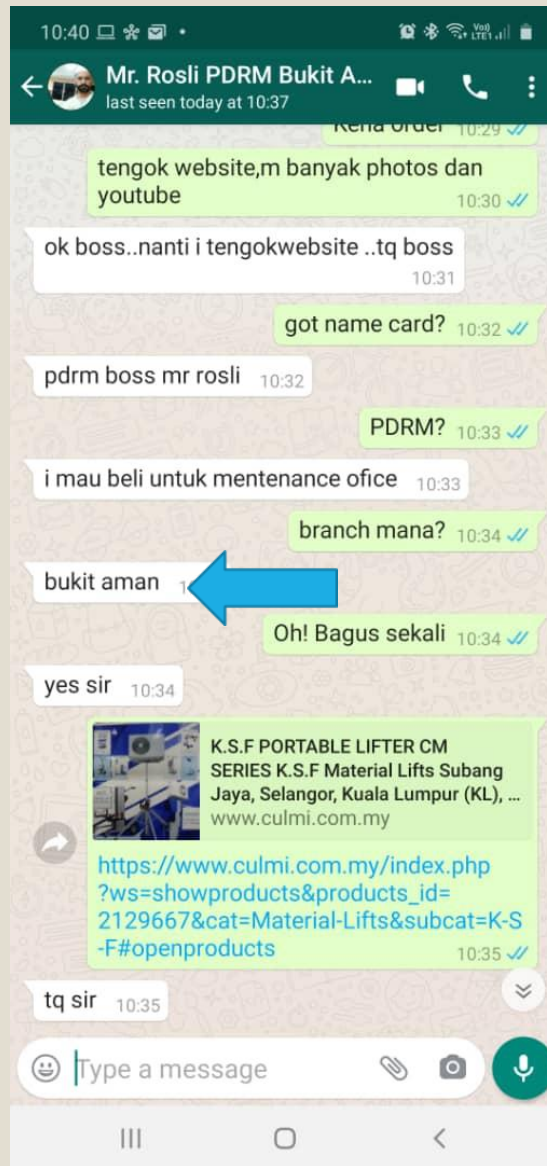 10:40
Mr. Rosli PDRM Bukit A...
last seen today at 10:37
Kena order 10:29
tengok website,m banyak photos dan
youtube
10:30
ok boss..nanti i tengokwebsite ..tq boss
10:31
got name card? 10:32
pdrm boss mr rosli 10:32
PDRM? 10:33
i mau beli untuk mentenance ofice 10:33
branch mana? 10:34
bukit aman
Oh! Bagus sekali 10:34
yes sir 10:34
K.S.F PORTABLE LIFTER CM
SERIES K.S.F Material Lifts Subang
Jaya, Selangor, Kuala Lumpur (KL), ...
www.culmi.com.my
https://www.culmi.com.my/index.php
?ws=showproducts&products_id=
2129667&cat=Material-Lifts&subcat=K-S
-F#openproducts
10:35
tq sir 10:35
Type a message